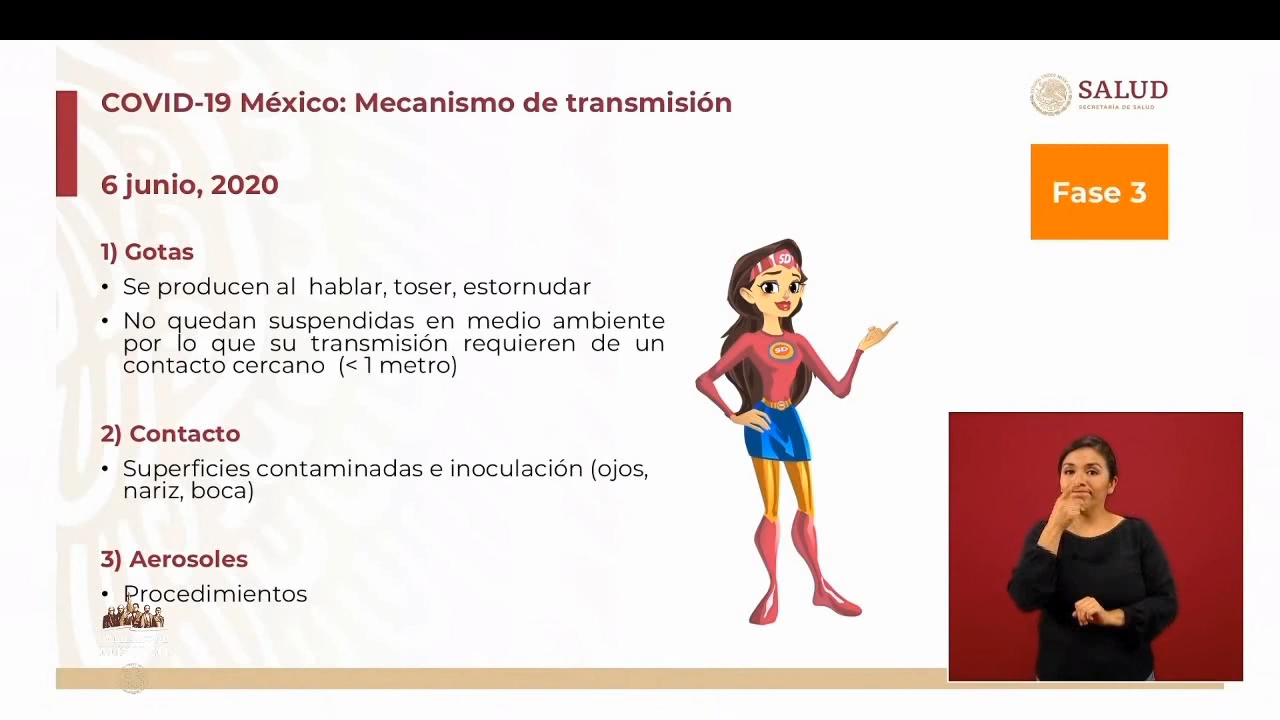 COVID-19 México: Mecanismo de transmisión
SALUD
SECRETARÍA DE SALUD
6 junio, 2020
Fase 3
1) Gotas
• Se producen al hablar, toser, estornudar
• No quedan suspendidas en medio ambiente
por lo que su transmisión requieren de un
contacto cercano (< 1 metro)
2) Contacto
• Superficies contaminadas e inoculación (ojos,
nariz, boca)
3) Aerosoles
• Procedimientos
SD
SD